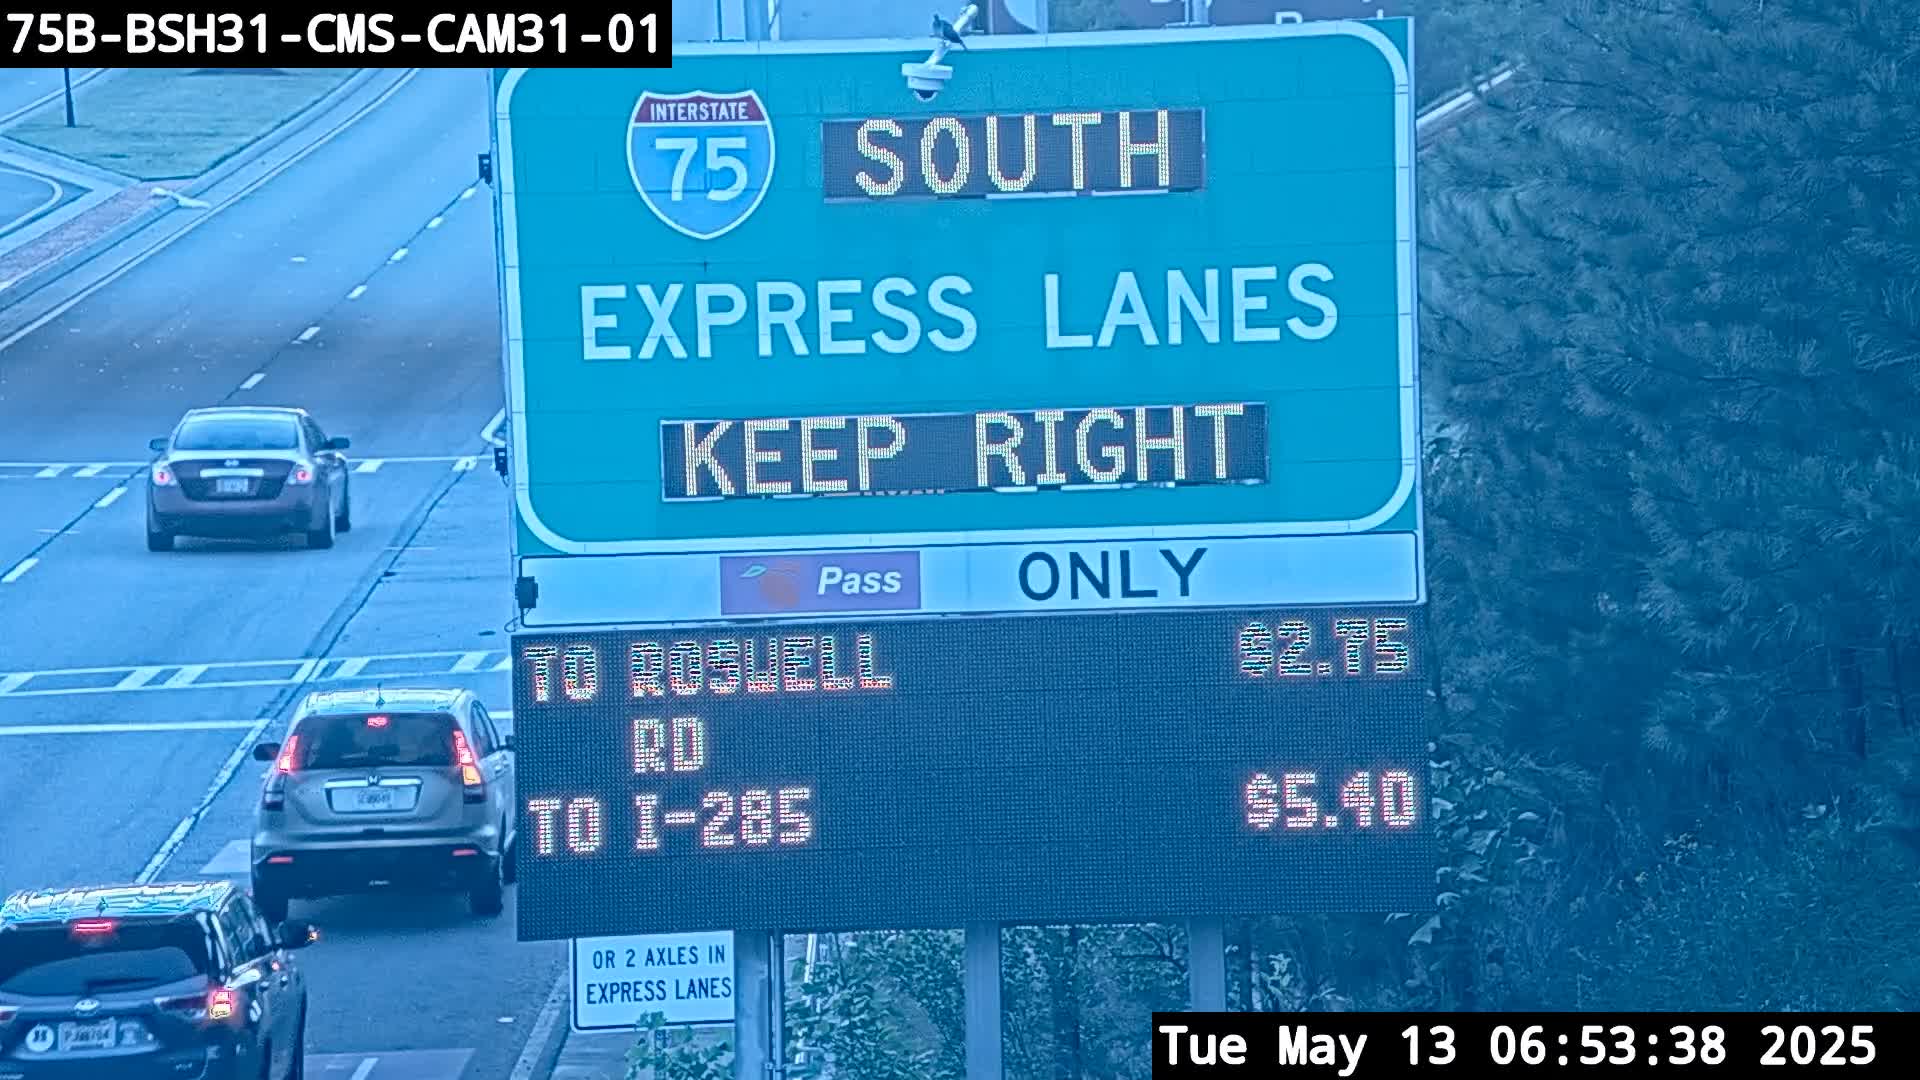 75B-BSH31-CMS-CAM31-01
INTERSTATE
75
SOUTH
EXPRESS LANES
KEEP RIGHT
Pass ONLY
TO ROSWELL $2.75
RD
TO I-285 $5.40
OR 2 AXLES IN
EXPRESS LANES
Tue May 13 06:53:38 2025